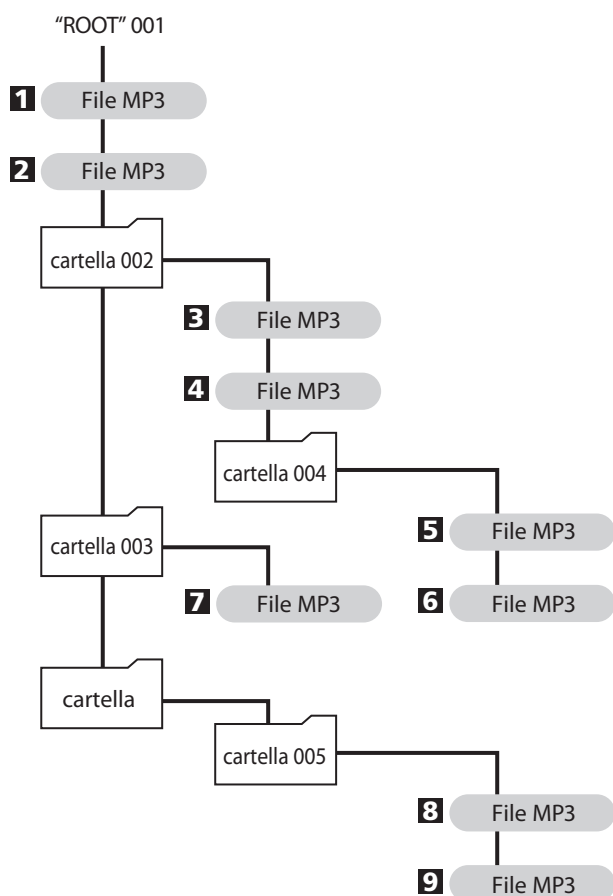 “ROOT” 001
1 File MP3
2 File MP3
cartella 002
3 File MP3
4 File MP3
cartella 004
5 File MP3
6 File MP3
cartella 003
7 File MP3
cartella
cartella 005
8 File MP3
9 File MP3